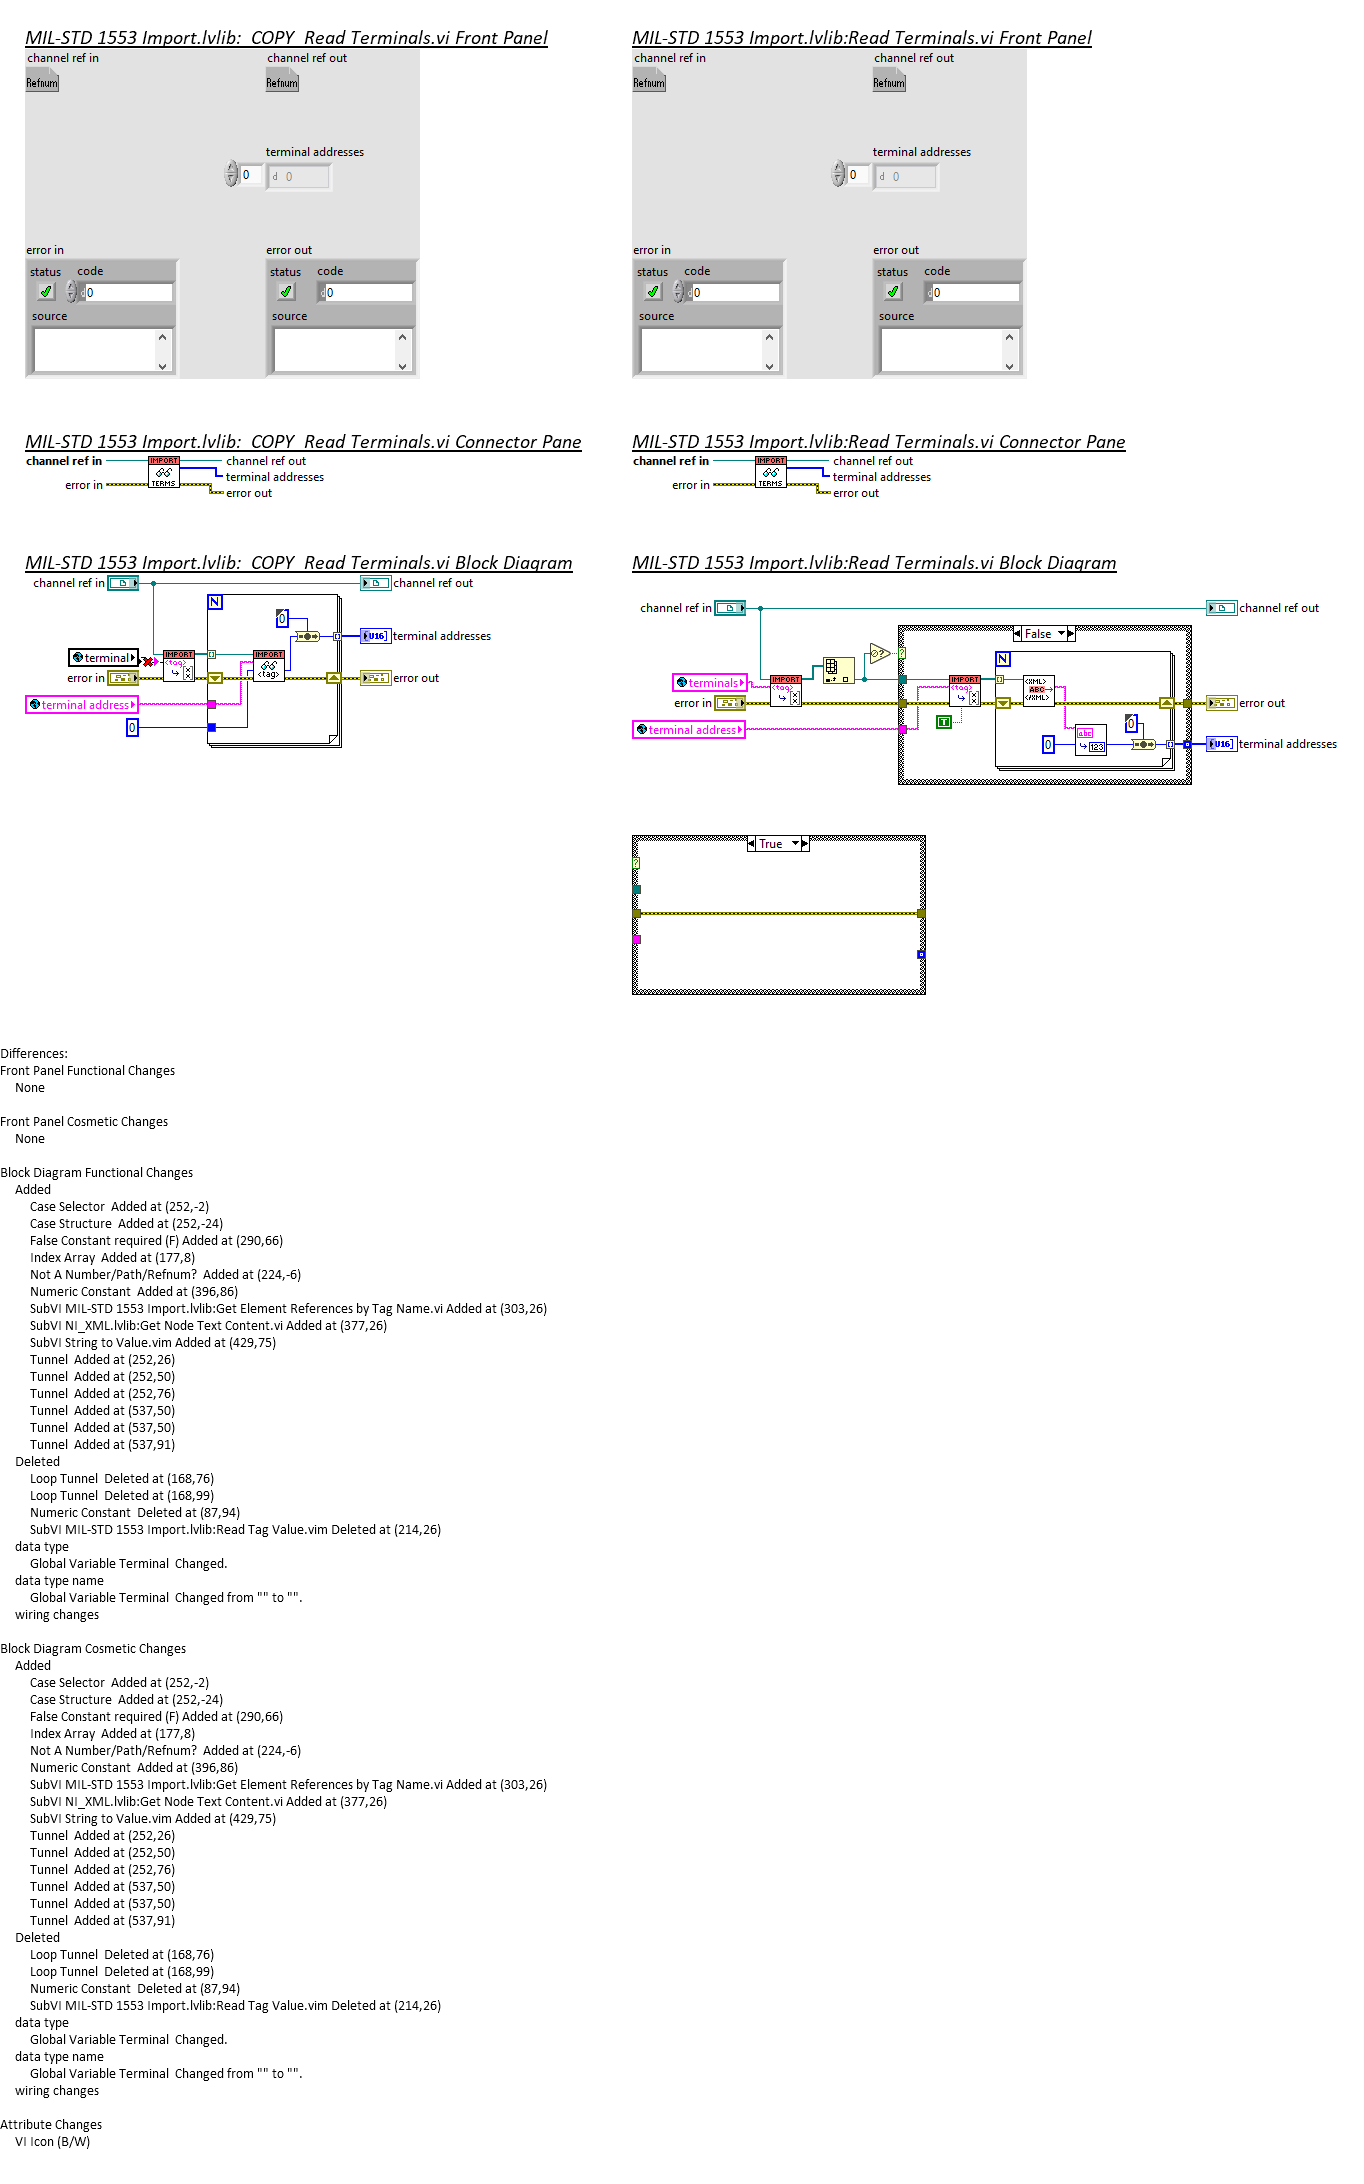 MIL-STD 1553 Import.lvlib:_COPY_Read Terminals.vi Front Panel
channel ref in
channel ref out
Refnum
Refnum
terminal addresses
0
d 0
error in
error out
status
code
status
code
d 0
d 0
source
source
MIL-STD 1553 Import.lvlib:Read Terminals.vi Front Panel
channel ref in
channel ref out
Refnum
Refnum
terminal addresses
0
d 0
error in
error out
status
code
status
code
d 0
d 0
source
source
MIL-STD 1553 Import.lvlib:_COPY_Read Terminals.vi Connector Pane
channel ref in
IMPORT
TERMS
channel ref out
terminal addresses
error in
error out
MIL-STD 1553 Import.lvlib:Read Terminals.vi Connector Pane
channel ref in
IMPORT
TERMS
channel ref out
terminal addresses
error in
error out
MIL-STD 1553 Import.lvlib:_COPY_Read Terminals.vi Block Diagram
channel ref in
channel ref out
N
0
U16
terminal addresses
terminal
IMPORT
<tag>
IMPORT
<tag>
error in
error out
terminal address
0
MIL-STD 1553 Import.lvlib:Read Terminals.vi Block Diagram
channel ref in
channel ref out
False
?
?
N
terminals
IMPORT
<tag>
IMPORT
<tag>
<XML>
ABC
</XML>
error in
error out
T
0
terminal address
abc
123
0
U16
terminal addresses
True
?
Differences:
Front Panel Functional Changes
None
Front Panel Cosmetic Changes
None
Block Diagram Functional Changes
Added
Case Selector  Added at (252,-2)
Case Structure  Added at (252,-24)
False Constant required (F) Added at (290,66)
Index Array  Added at (177,8)
Not A Number/Path/Refnum?  Added at (224,-6)
Numeric Constant  Added at (396,86)
SubVI MIL-STD 1553 Import.lvlib:Get Element References by Tag Name.vi Added at (303,26)
SubVI NI_XML.lvlib:Get Node Text Content.vi Added at (377,26)
SubVI String to Value.vim Added at (429,75)
Tunnel  Added at (252,26)
Tunnel  Added at (252,50)
Tunnel  Added at (252,76)
Tunnel  Added at (537,50)
Tunnel  Added at (537,50)
Tunnel  Added at (537,91)
Deleted
Loop Tunnel  Deleted at (168,76)
Loop Tunnel  Deleted at (168,99)
Numeric Constant  Deleted at (87,94)
SubVI MIL-STD 1553 Import.lvlib:Read Tag Value.vim Deleted at (214,26)
data type
Global Variable Terminal  Changed.
data type name
Global Variable Terminal  Changed from "" to "".
wiring changes
Block Diagram Cosmetic Changes
Added
Case Selector  Added at (252,-2)
Case Structure  Added at (252,-24)
False Constant required (F) Added at (290,66)
Index Array  Added at (177,8)
Not A Number/Path/Refnum?  Added at (224,-6)
Numeric Constant  Added at (396,86)
SubVI MIL-STD 1553 Import.lvlib:Get Element References by Tag Name.vi Added at (303,26)
SubVI NI_XML.lvlib:Get Node Text Content.vi Added at (377,26)
SubVI String to Value.vim Added at (429,75)
Tunnel  Added at (252,26)
Tunnel  Added at (252,50)
Tunnel  Added at (252,76)
Tunnel  Added at (537,50)
Tunnel  Added at (537,50)
Tunnel  Added at (537,91)
Deleted
Loop Tunnel  Deleted at (168,76)
Loop Tunnel  Deleted at (168,99)
Numeric Constant  Deleted at (87,94)
SubVI MIL-STD 1553 Import.lvlib:Read Tag Value.vim Deleted at (214,26)
data type
Global Variable Terminal  Changed.
data type name
Global Variable Terminal  Changed from "" to "".
wiring changes
Attribute Changes
VI Icon (B/W)